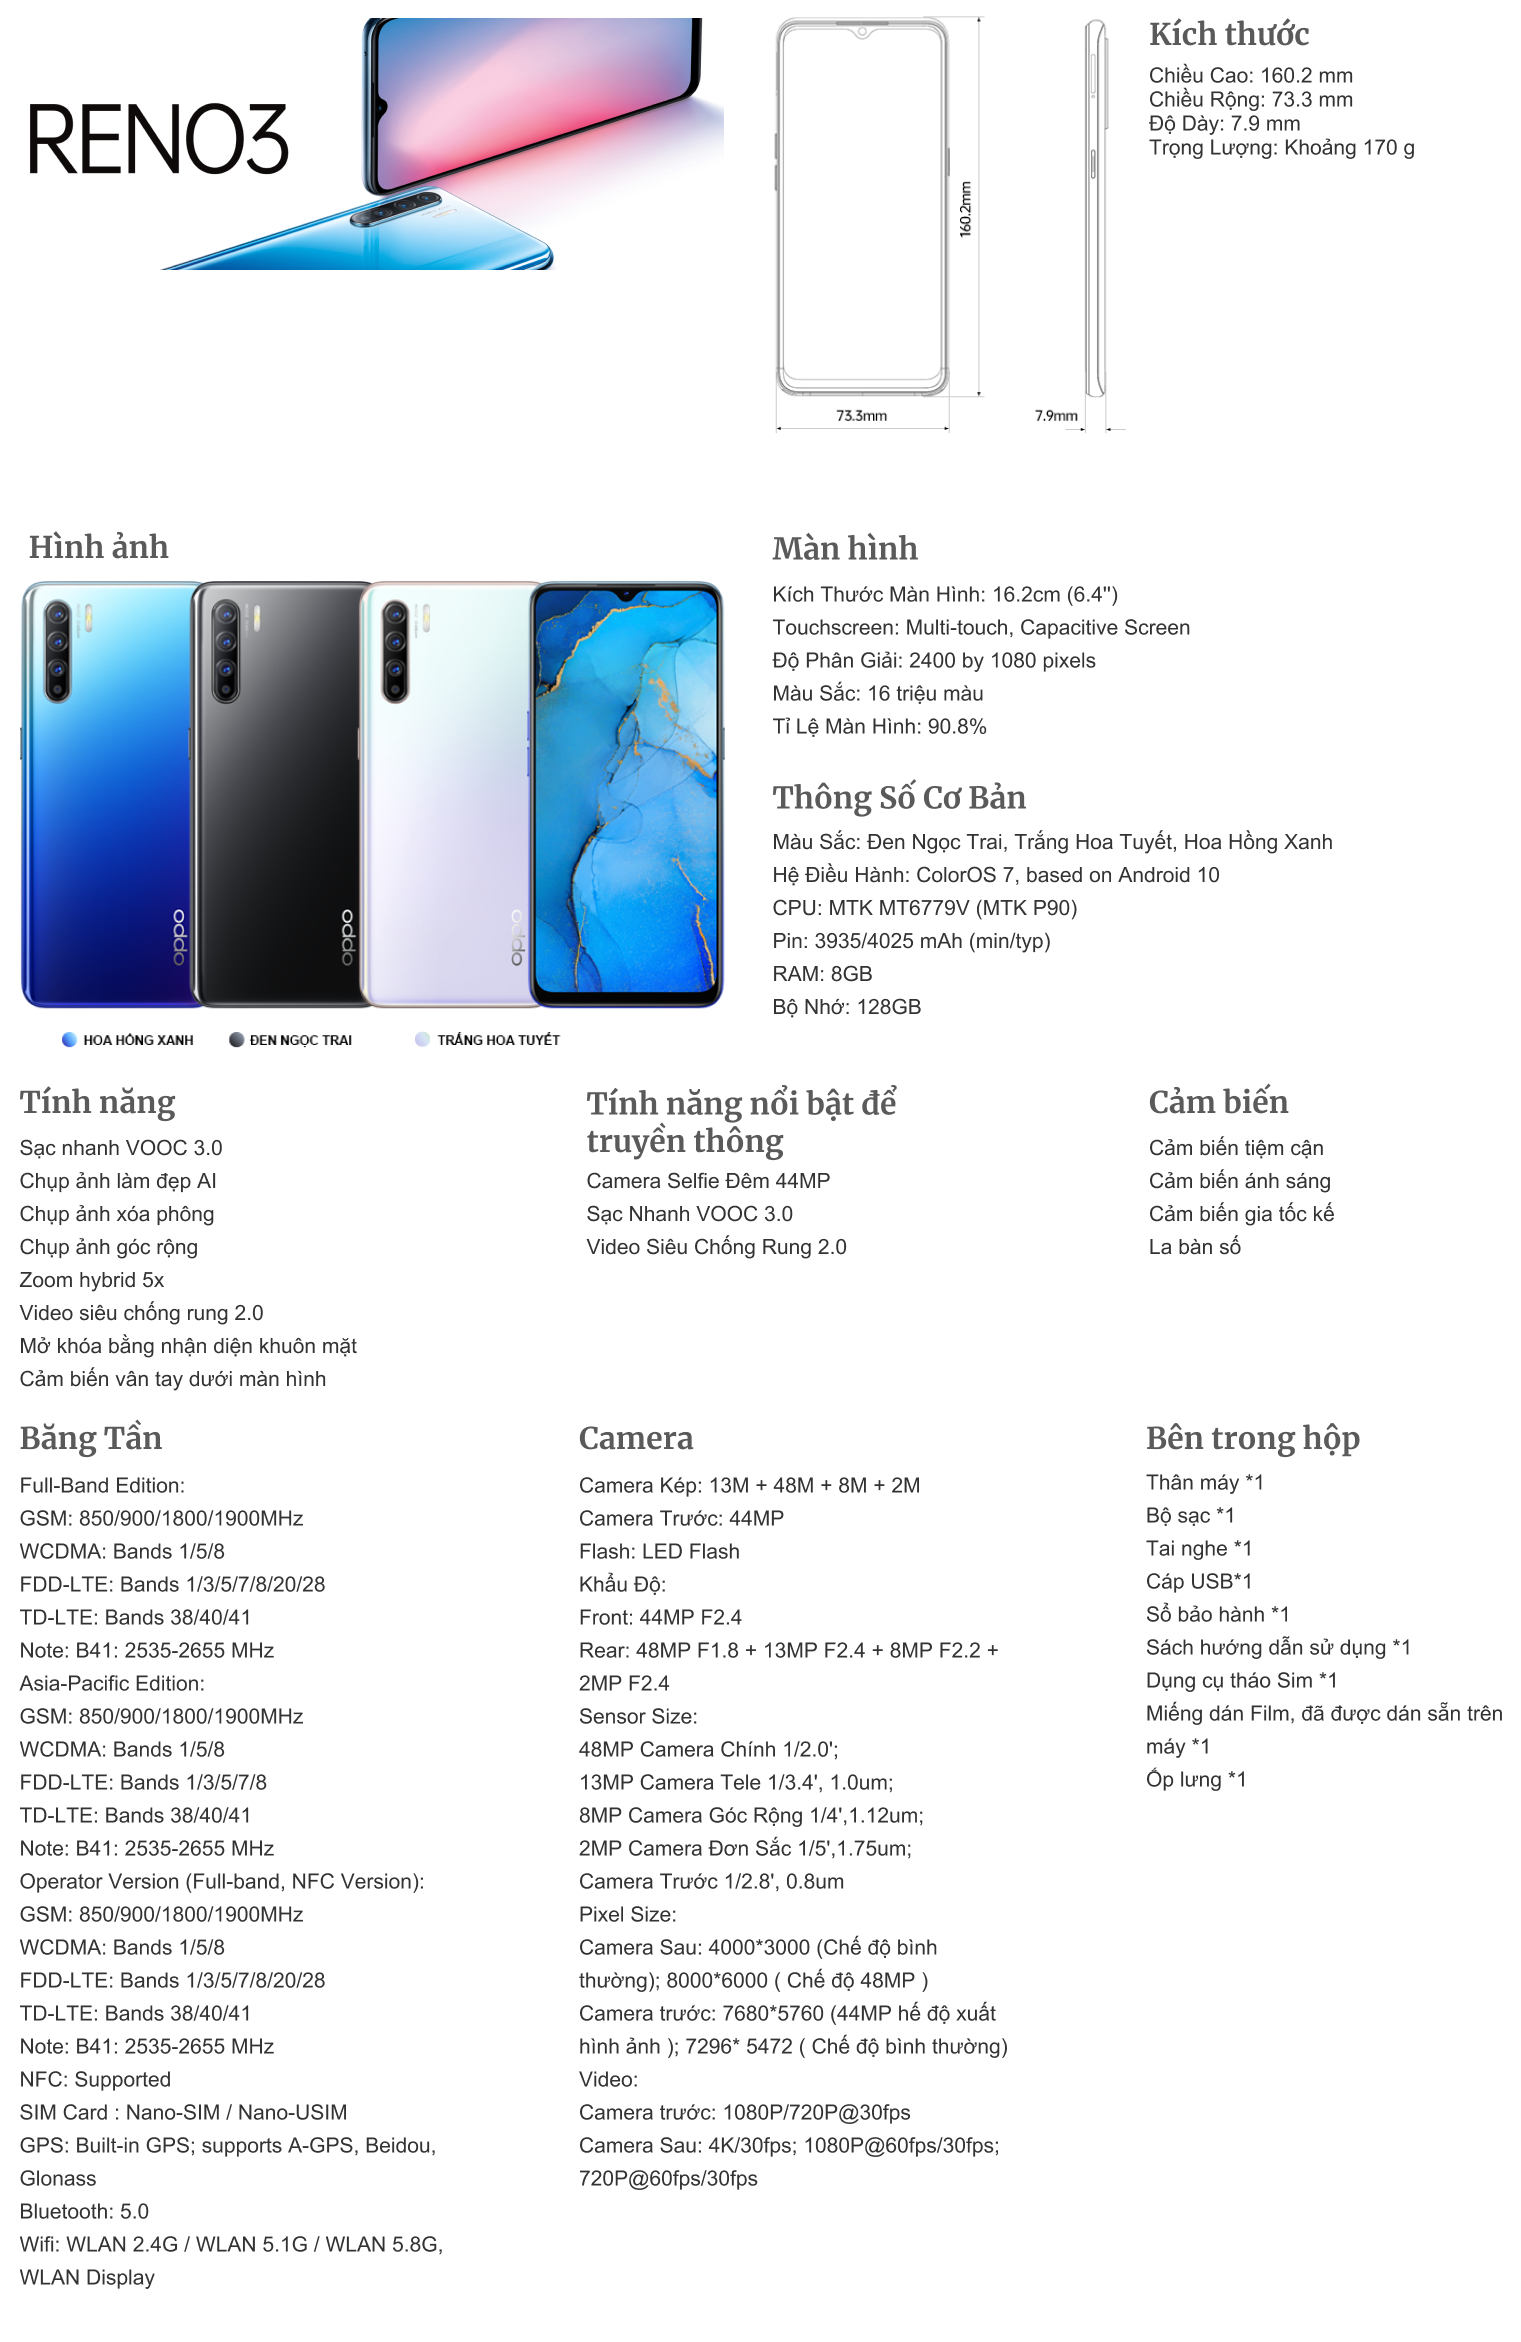 RENO3
160.2mm
73.3mm
7.9mm
Kích thước
Chiều Cao: 160.2 mm
Chiều Rộng: 73.3 mm
Độ Dày: 7.9 mm
Trọng Lượng: Khoảng 170 g
Hình ảnh
oppo
oppo
oppo
HOA HỒNG XANH
ĐEN NGỌC TRAI
TRẮNG HOA TUYẾT
Màn hình
Kích Thước Màn Hình: 16.2cm (6.4")
Touchscreen: Multi-touch, Capacitive Screen
Độ Phân Giải: 2400 by 1080 pixels
Màu Sắc: 16 triệu màu
Tỉ Lệ Màn Hình: 90.8%
Thông Số Cơ Bản
Màu Sắc: Đen Ngọc Trai, Trắng Hoa Tuyết, Hoa Hồng Xanh
Hệ Điều Hành: ColorOS 7, based on Android 10
CPU: MTK MT6779V (MTK P90)
Pin: 3935/4025 mAh (min/typ)
RAM: 8GB
Bộ Nhớ: 128GB
Tính năng
Sạc nhanh VOOC 3.0
Chụp ảnh làm đẹp AI
Chụp ảnh xóa phông
Chụp ảnh góc rộng
Zoom hybrid 5x
Video siêu chống rung 2.0
Mở khóa bằng nhận diện khuôn mặt
Cảm biến vân tay dưới màn hình
Tính năng nổi bật để
truyền thông
Camera Selfie Đêm 44MP
Sạc Nhanh VOOC 3.0
Video Siêu Chống Rung 2.0
Cảm biến
Cảm biến tiệm cận
Cảm biến ánh sáng
Cảm biến gia tốc kế
La bàn số
Băng Tần
Full-Band Edition:
GSM: 850/900/1800/1900MHz
WCDMA: Bands 1/5/8
FDD-LTE: Bands 1/3/5/7/8/20/28
TD-LTE: Bands 38/40/41
Note: B41: 2535-2655 MHz
Asia-Pacific Edition:
GSM: 850/900/1800/1900MHz
WCDMA: Bands 1/5/8
FDD-LTE: Bands 1/3/5/7/8
TD-LTE: Bands 38/40/41
Note: B41: 2535-2655 MHz
Operator Version (Full-band, NFC Version):
GSM: 850/900/1800/1900MHz
WCDMA: Bands 1/5/8
FDD-LTE: Bands 1/3/5/7/8/20/28
TD-LTE: Bands 38/40/41
Note: B41: 2535-2655 MHz
NFC: Supported
SIM Card : Nano-SIM / Nano-USIM
GPS: Built-in GPS; supports A-GPS, Beidou,
Glonass
Bluetooth: 5.0
Wifi: WLAN 2.4G / WLAN 5.1G / WLAN 5.8G,
WLAN Display
Camera
Camera Kép: 13M + 48M + 8M + 2M
Camera Trước: 44MP
Flash: LED Flash
Khẩu Độ:
Front: 44MP F2.4
Rear: 48MP F1.8 + 13MP F2.4 + 8MP F2.2 +
2MP F2.4
Sensor Size:
48MP Camera Chính 1/2.0';
13MP Camera Tele 1/3.4', 1.0um;
8MP Camera Góc Rộng 1/4',1.12um;
2MP Camera Đơn Sắc 1/5',1.75um;
Camera Trước 1/2.8', 0.8um
Pixel Size:
Camera Sau: 4000*3000 (Chế độ bình
thường); 8000*6000 ( Chế độ 48MP )
Camera trước: 7680*5760 (44MP hế độ xuất
hình ảnh ); 7296* 5472 ( Chế độ bình thường)
Video:
Camera trước: 1080P/720P@30fps
Camera Sau: 4K/30fps; 1080P@60fps/30fps;
720P@60fps/30fps
Bên trong hộp
Thân máy *1
Bộ sạc *1
Tai nghe *1
Cáp USB*1
Sổ bảo hành *1
Sách hướng dẫn sử dụng *1
Dụng cụ tháo Sim *1
Miếng dán Film, đã được dán sẵn trên
máy *1
Ốp lưng *1